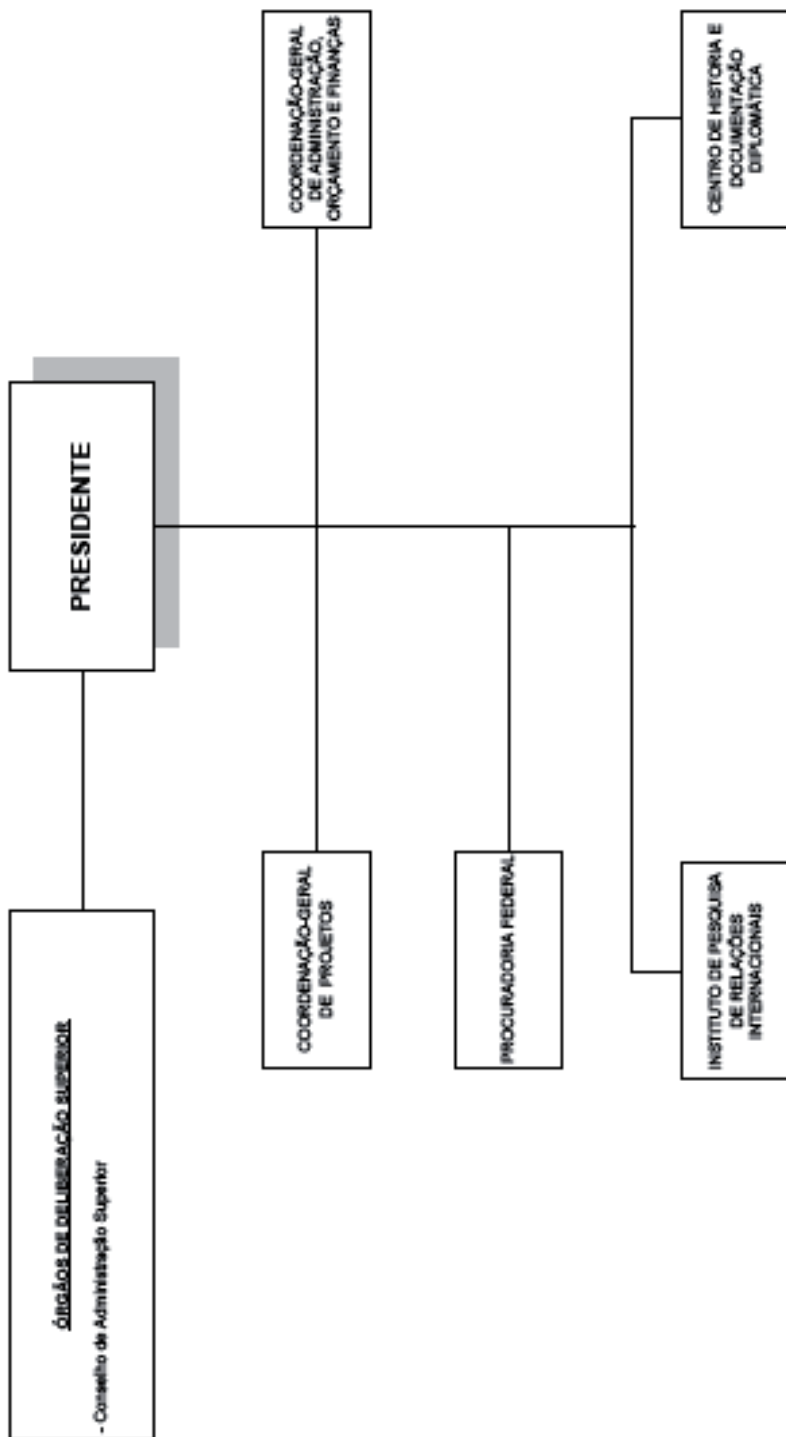 ÓRGÃOS DE DELIBERAÇÃO SUPERIOR
- Conselho de Administração Superior
PRESIDENTE
COORDENAÇÃO-GERAL
DE PROJETOS
COORDENAÇÃO-GERAL
DE ADMINISTRAÇÃO,
ORÇAMENTO E FINANÇAS
PROCURADORIA FEDERAL
INSTITUTO DE PESQUISA
DE RELAÇÕES
INTERNACIONAIS
CENTRO DE HISTORIA E
DOCUMENTAÇÃO
DIPLOMÁTICA